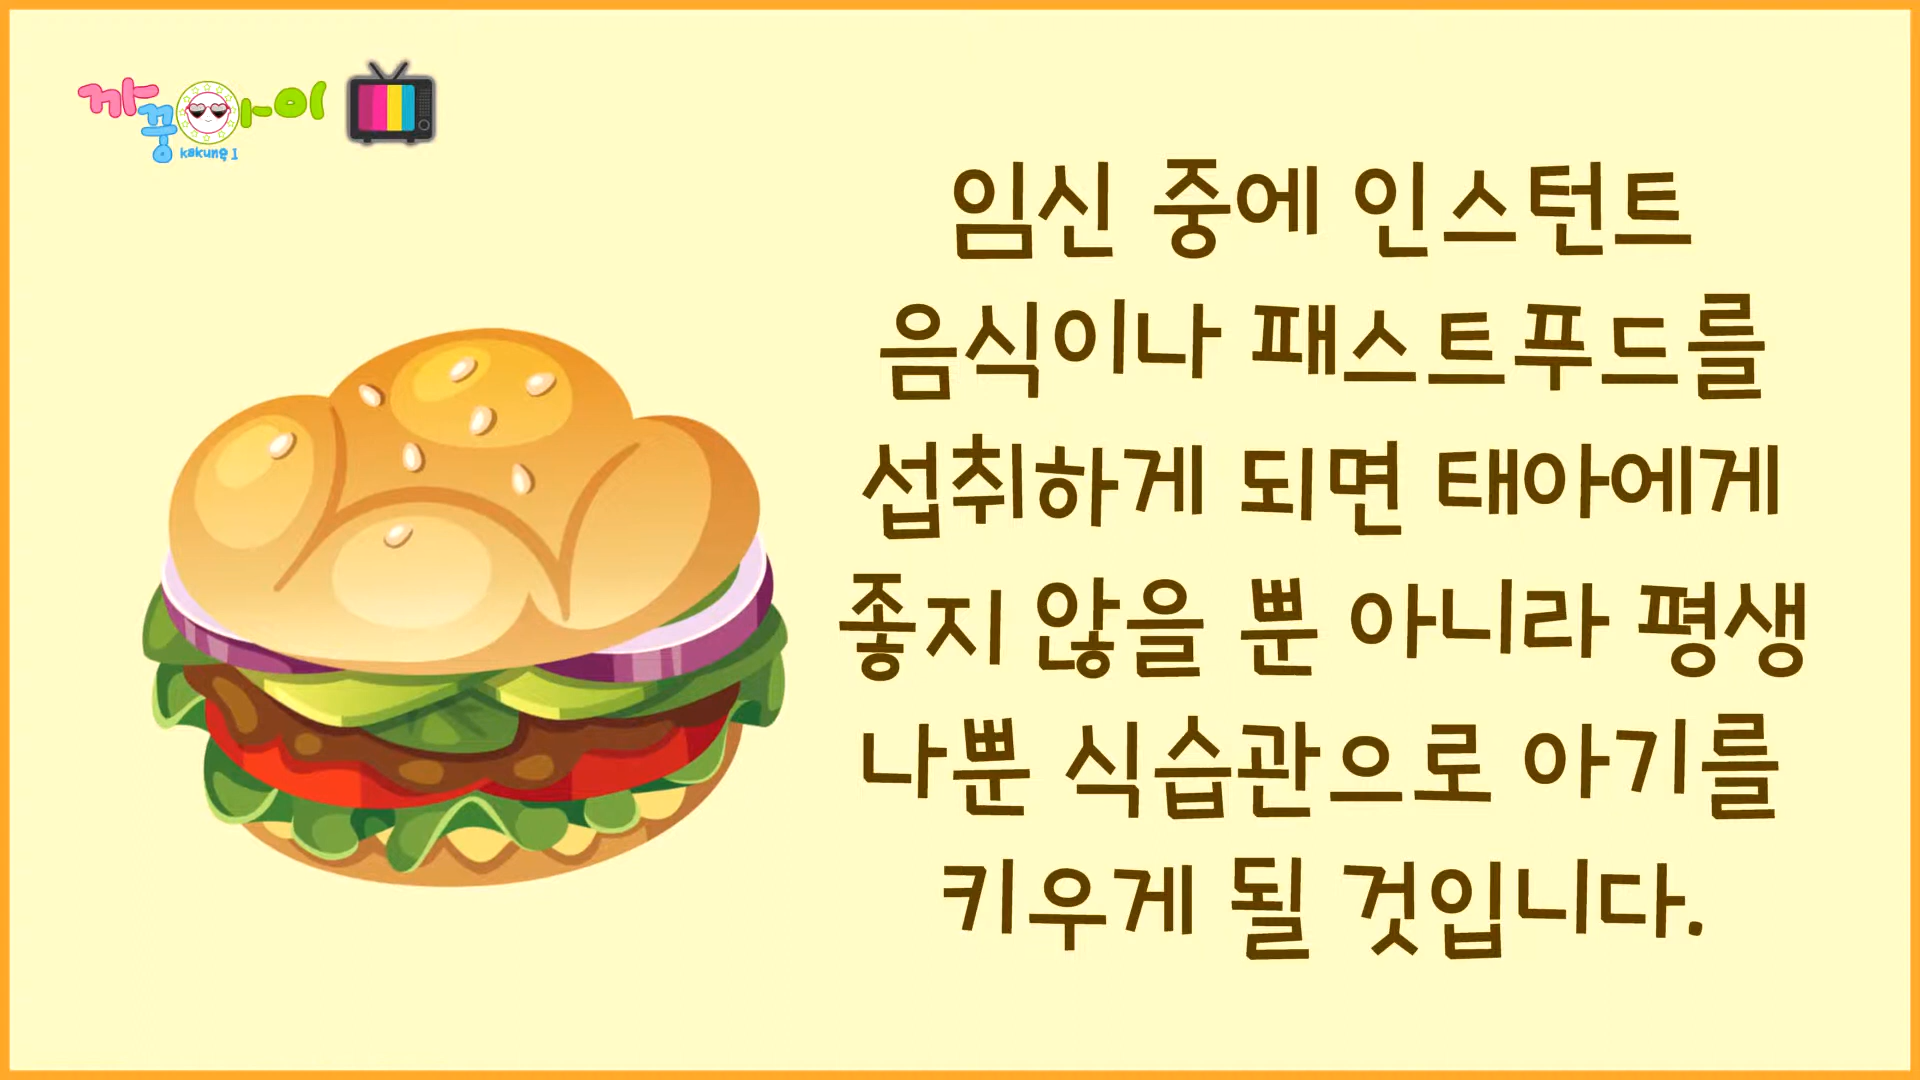 까꿍아이
kakung I
임신 중에 인스턴트
음식이나 패스트푸드를
섭취하게 되면 태아에게
좋지 않을 뿐 아니라 평생
나뿐 식습관으로 아기를
키우게 될 것입니다.